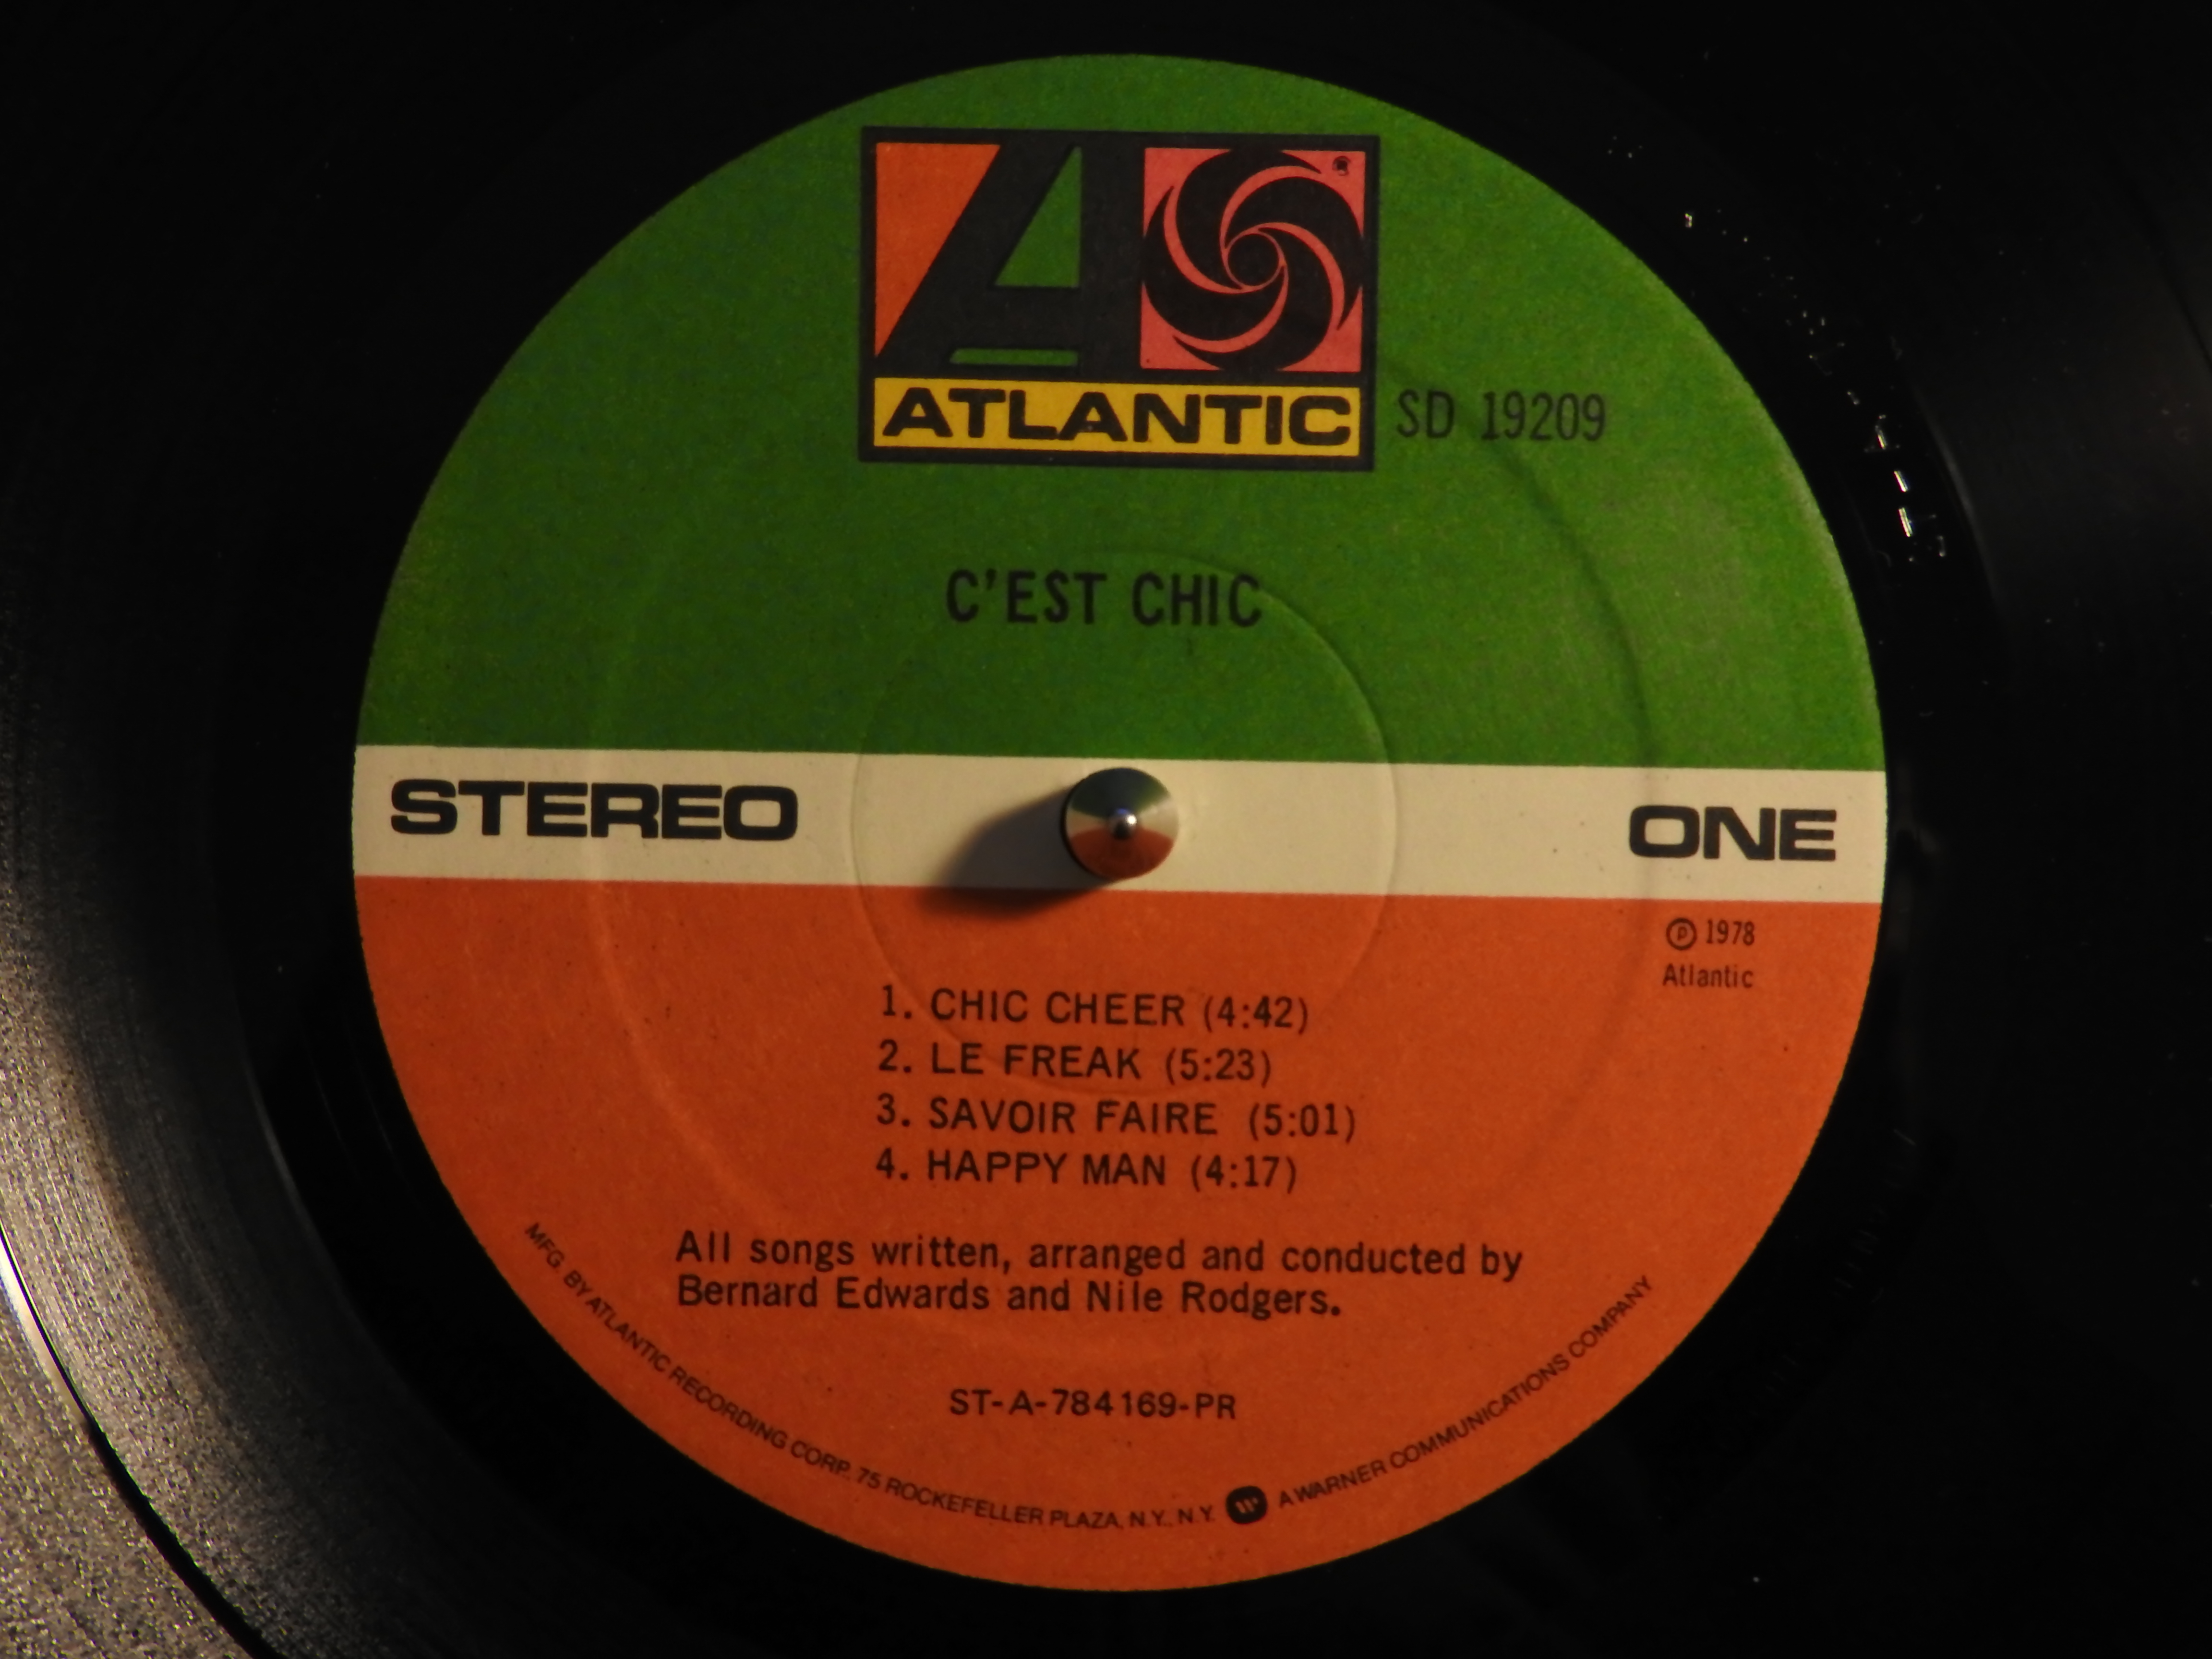 ATLANTIC
SD 19209
C'EST CHIC
STEREO
ONE
℗ 1978
Atlantic
1. CHIC CHEER (4:42)
2. LE FREAK (5:23)
3. SAVOIR FAIRE (5:01)
4. HAPPY MAN (4:17)
All songs written, arranged and conducted by
Bernard Edwards and Nile Rodgers.
ST-A-784169-PR
MFG. BY ATLANTIC RECORDING CORP. 75 ROCKEFELLER PLAZA, N.Y., N.Y. W A WARNER COMMUNICATIONS COMPANY